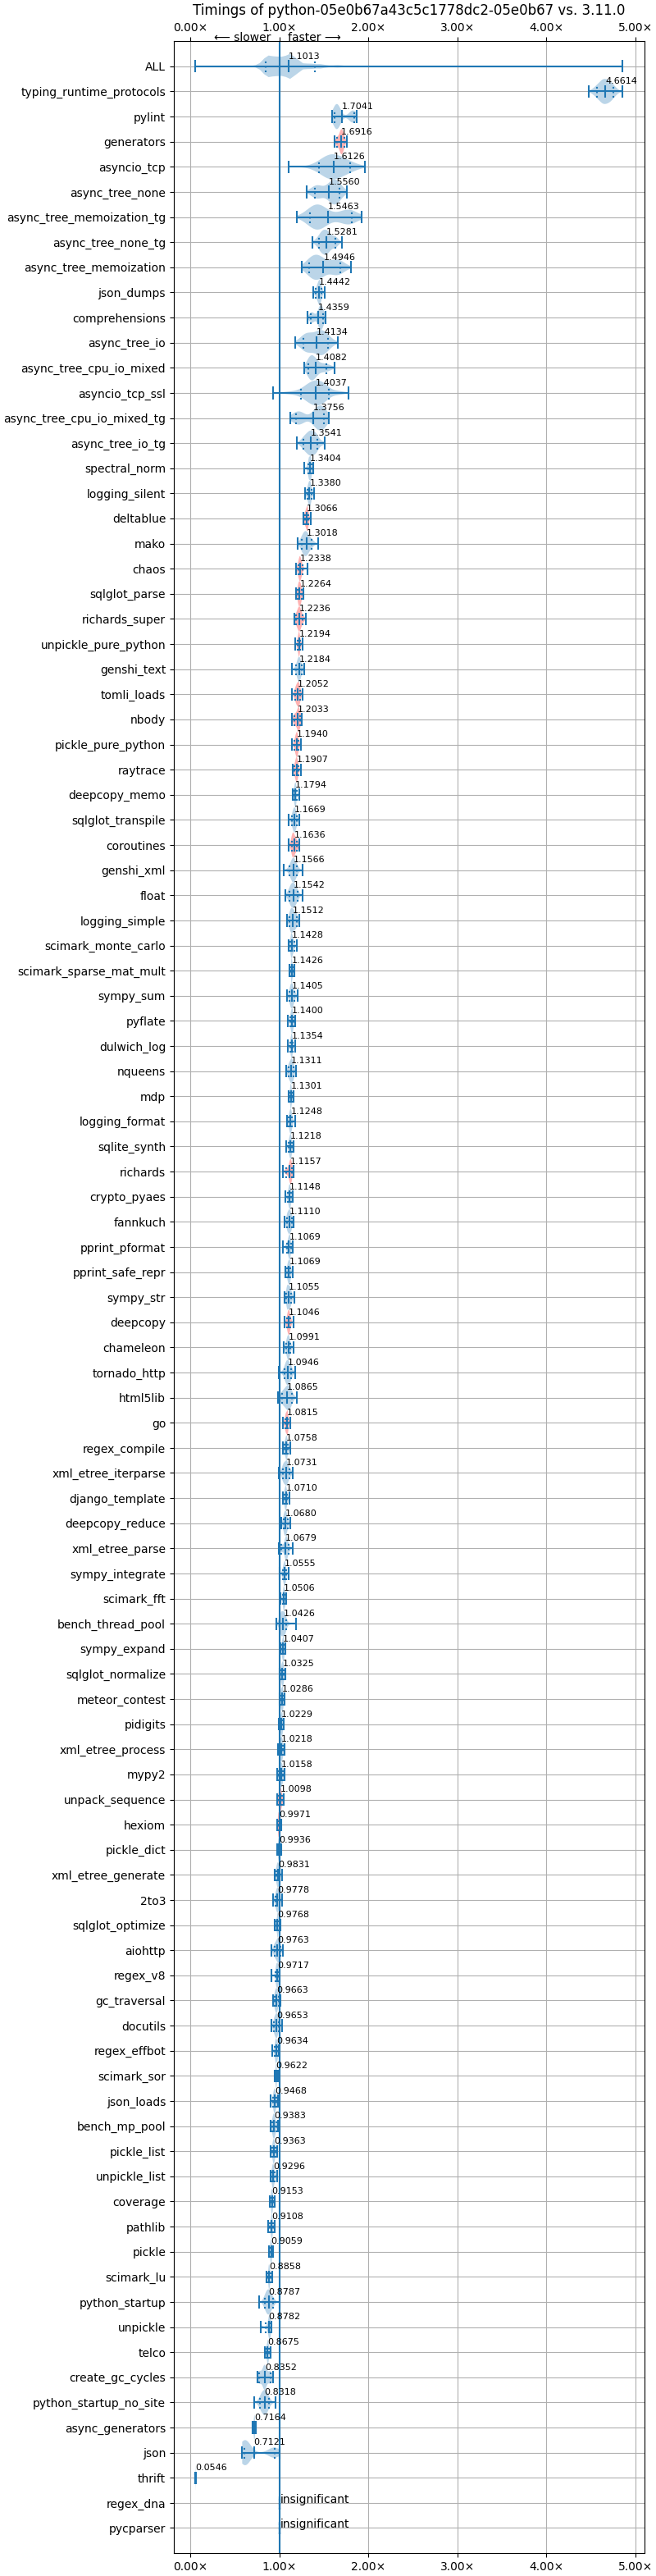 Timings of python-05e0b67a43c5c1778dc2-05e0b67 vs. 3.11.0
0.00× 1.00× 2.00× 3.00× 4.00× 5.00×
⟵ slower faster ⟶
ALL 1.1013
typing_runtime_protocols 4.6614
pylint 1.7041
generators 1.6916
asyncio_tcp 1.6126
async_tree_none 1.5560
async_tree_memoization_tg 1.5463
async_tree_none_tg 1.5281
async_tree_memoization 1.4946
json_dumps 1.4442
comprehensions 1.4359
async_tree_io 1.4134
async_tree_cpu_io_mixed 1.4082
asyncio_tcp_ssl 1.4037
async_tree_cpu_io_mixed_tg 1.3756
async_tree_io_tg 1.3541
spectral_norm 1.3404
logging_silent 1.3380
deltablue 1.3066
mako 1.3018
chaos 1.2338
sqlglot_parse 1.2264
richards_super 1.2236
unpickle_pure_python 1.2194
genshi_text 1.2184
tomli_loads 1.2052
nbody 1.2033
pickle_pure_python 1.1940
raytrace 1.1907
deepcopy_memo 1.1794
sqlglot_transpile 1.1669
coroutines 1.1636
genshi_xml 1.1566
float 1.1542
logging_simple 1.1512
scimark_monte_carlo 1.1428
scimark_sparse_mat_mult 1.1426
sympy_sum 1.1405
pyflate 1.1400
dulwich_log 1.1354
nqueens 1.1311
mdp 1.1301
logging_format 1.1248
sqlite_synth 1.1218
richards 1.1157
crypto_pyaes 1.1148
fannkuch 1.1110
pprint_pformat 1.1069
pprint_safe_repr 1.1069
sympy_str 1.1055
deepcopy 1.1046
chameleon 1.0991
tornado_http 1.0946
html5lib 1.0865
go 1.0815
regex_compile 1.0758
xml_etree_iterparse 1.0731
django_template 1.0710
deepcopy_reduce 1.0680
xml_etree_parse 1.0679
sympy_integrate 1.0555
scimark_fft 1.0506
bench_thread_pool 1.0426
sympy_expand 1.0407
sqlglot_normalize 1.0325
meteor_contest 1.0286
pidigits 1.0229
xml_etree_process 1.0218
mypy2 1.0158
unpack_sequence 1.0098
hexiom 0.9971
pickle_dict 0.9936
xml_etree_generate 0.9831
2to3 0.9778
sqlglot_optimize 0.9768
aiohttp 0.9763
regex_v8 0.9717
gc_traversal 0.9663
docutils 0.9653
regex_effbot 0.9634
scimark_sor 0.9622
json_loads 0.9468
bench_mp_pool 0.9383
pickle_list 0.9363
unpickle_list 0.9296
coverage 0.9153
pathlib 0.9108
pickle 0.9059
scimark_lu 0.8858
python_startup 0.8787
unpickle 0.8782
telco 0.8675
create_gc_cycles 0.8352
python_startup_no_site 0.8318
async_generators 0.7164
json 0.7121
thrift 0.0546
regex_dna insignificant
pycparser insignificant
0.00× 1.00× 2.00× 3.00× 4.00× 5.00×